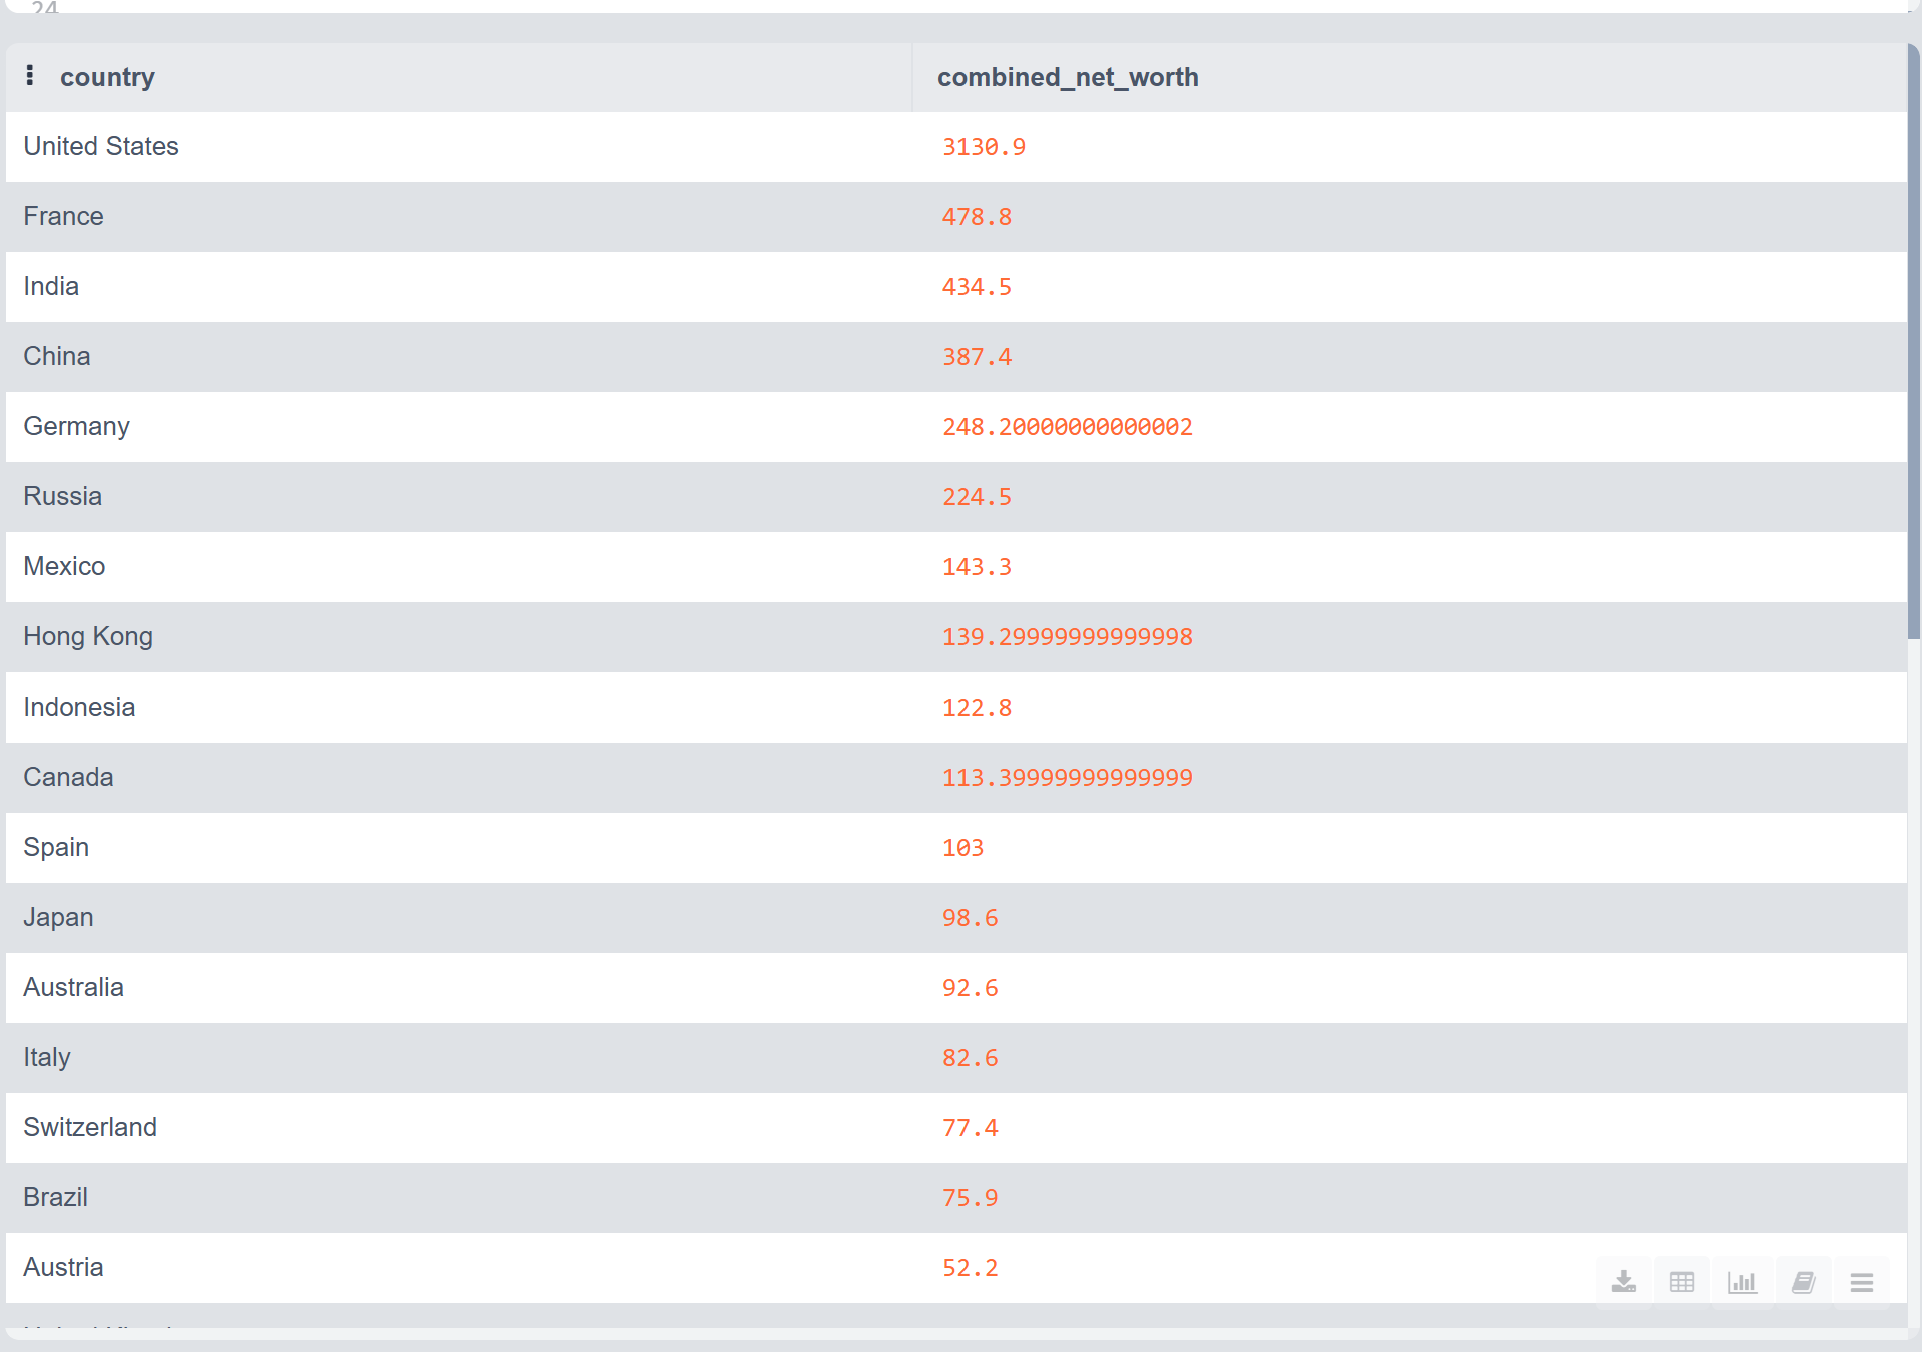 24
country combined_net_worth
United States 3130.9
France 478.8
India 434.5
China 387.4
Germany 248.20000000000002
Russia 224.5
Mexico 143.3
Hong Kong 139.29999999999998
Indonesia 122.8
Canada 113.39999999999999
Spain 103
Japan 98.6
Australia 92.6
Italy 82.6
Switzerland 77.4
Brazil 75.9
Austria 52.2